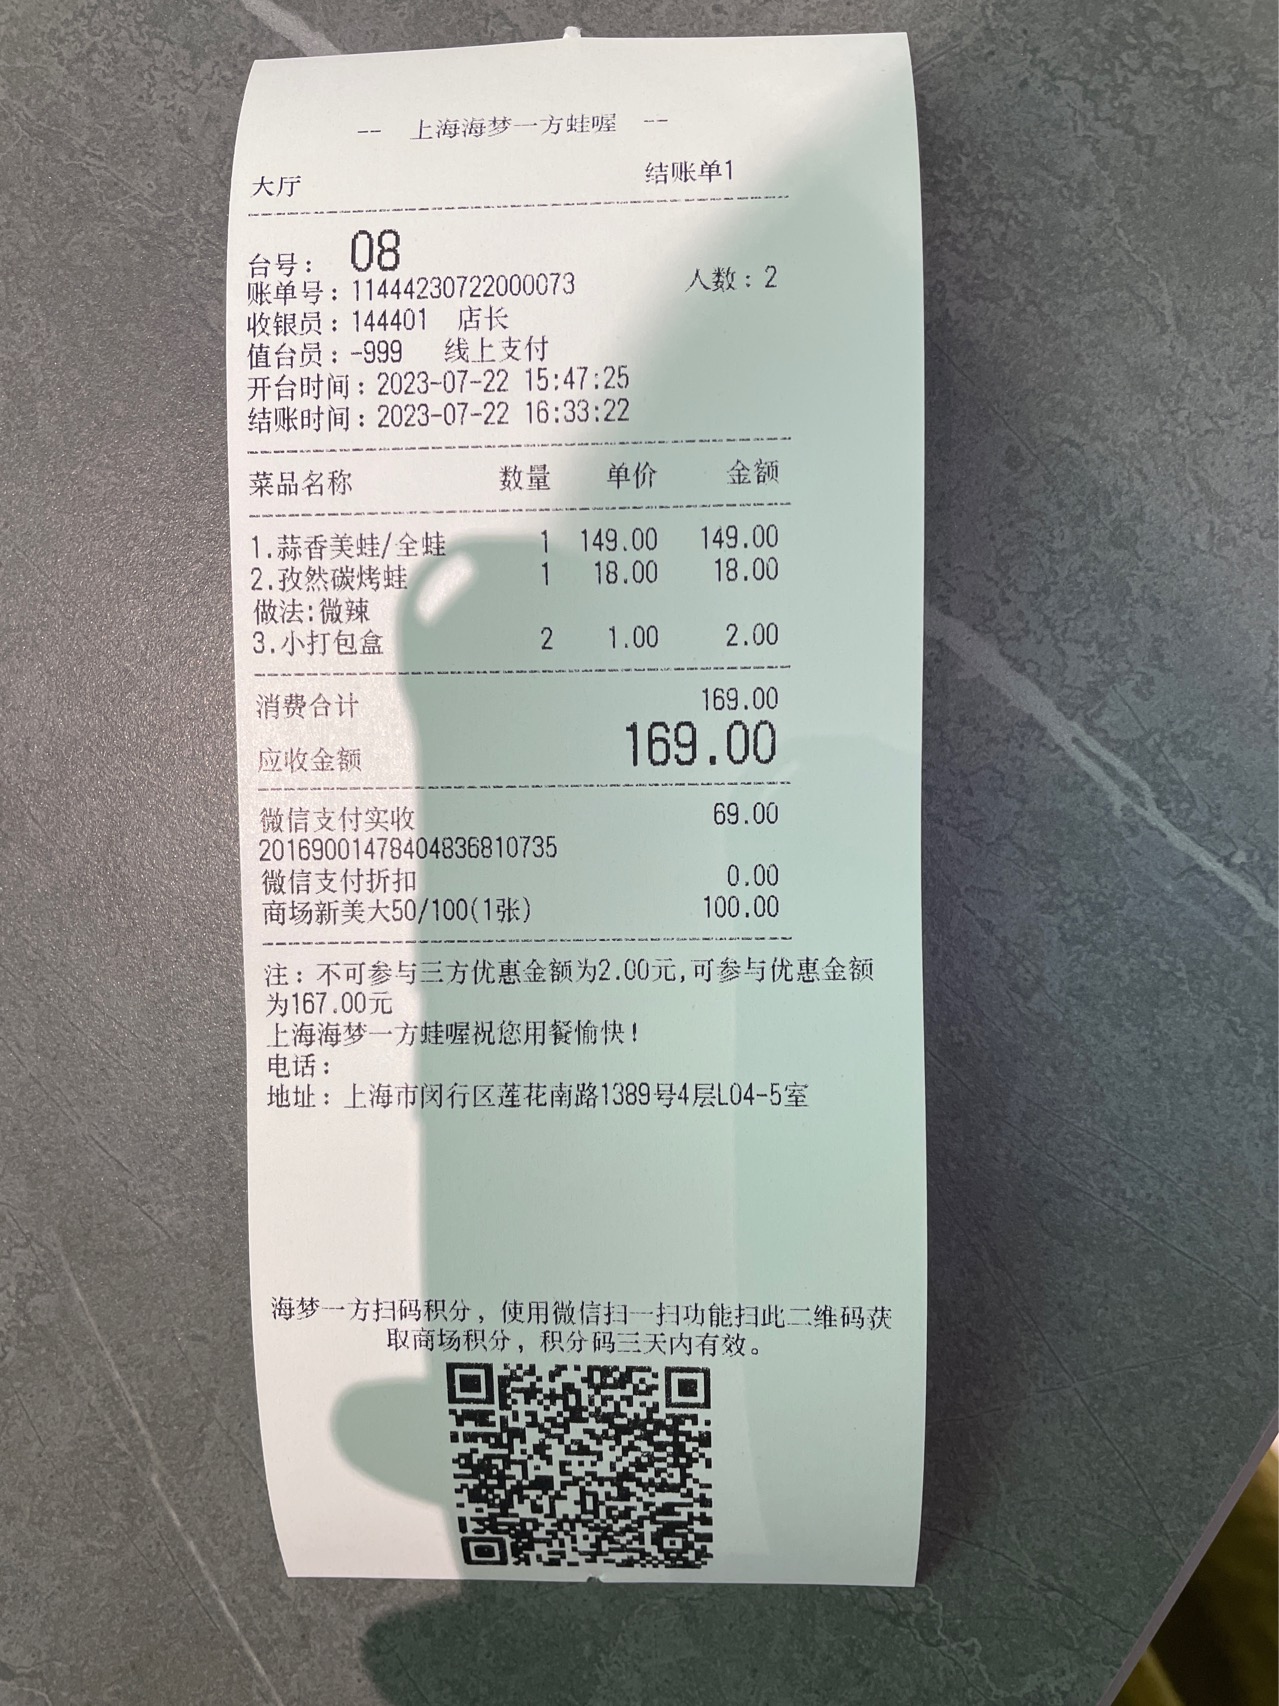 -- 上海海梦一方蛙喔 --
大厅 结账单1
台号： 08
账单号：11444230722000073 人数：2
收银员：144401 店长
值台员：-999 线上支付
开台时间：2023-07-22 15:47:25
结账时间：2023-07-22 16:33:22
菜品名称 数量 单价 金额
1.蒜香美蛙/全蛙 1 149.00 149.00
2.孜然碳烤蛙 1 18.00 18.00
做法:微辣
3.小打包盒 2 1.00 2.00
消费合计 169.00
应收金额 169.00
微信支付实收 69.00
20169001478404836810735
微信支付折扣 0.00
商场新美大50/100(1张) 100.00
注：不可参与三方优惠金额为2.00元,可参与优惠金额
为167.00元
上海海梦一方蛙喔祝您用餐愉快！
电话：
地址：上海市闵行区莲花南路1389号4层L04-5室
海梦一方扫码积分，使用微信扫一扫功能扫此二维码获
取商场积分，积分码三天内有效。